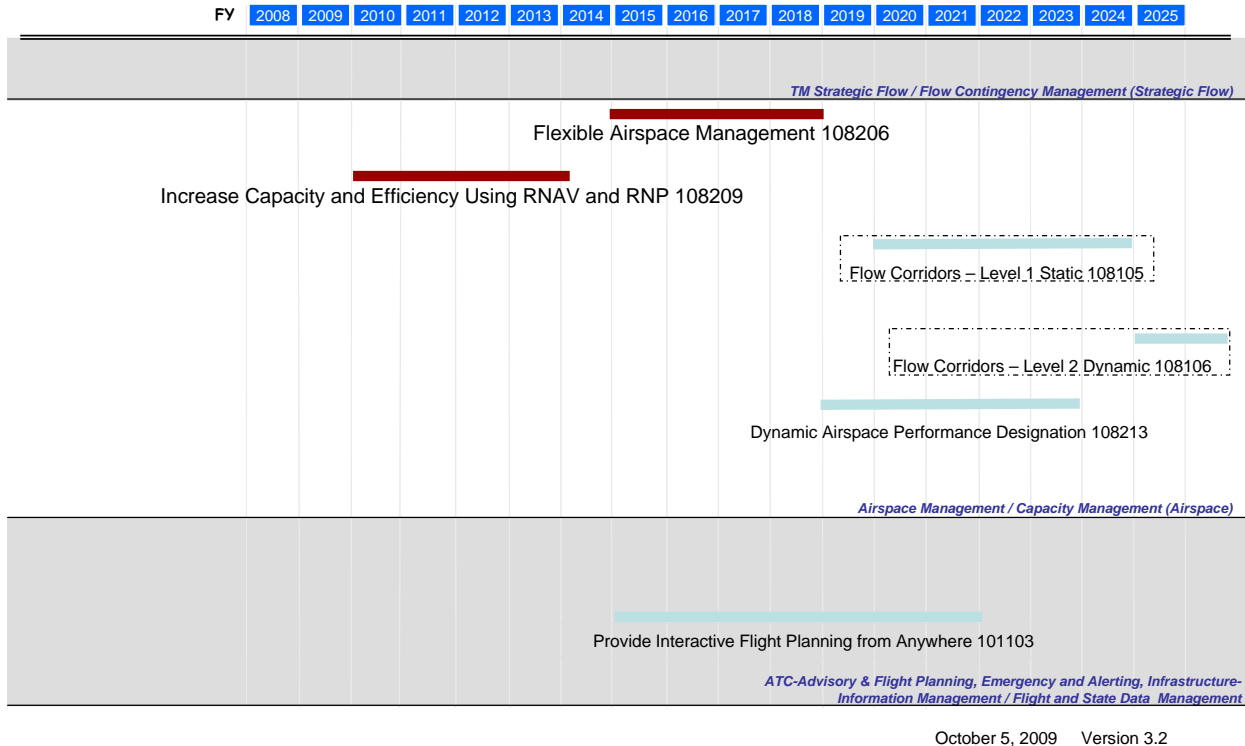 FY 2008 2009 2010 2011 2012 2013 2014 2015 2016 2017 2018 2019 2020 2021 2022 2023 2024 2025
TM Strategic Flow / Flow Contingency Management (Strategic Flow)
Flexible Airspace Management 108206
Increase Capacity and Efficiency Using RNAV and RNP 108209
Flow Corridors – Level 1 Static 108105
Flow Corridors – Level 2 Dynamic 108106
Dynamic Airspace Performance Designation 108213
Airspace Management / Capacity Management (Airspace)
Provide Interactive Flight Planning from Anywhere 101103
ATC-Advisory & Flight Planning, Emergency and Alerting, Infrastructure-
Information Management / Flight and State Data Management
October 5, 2009 Version 3.2